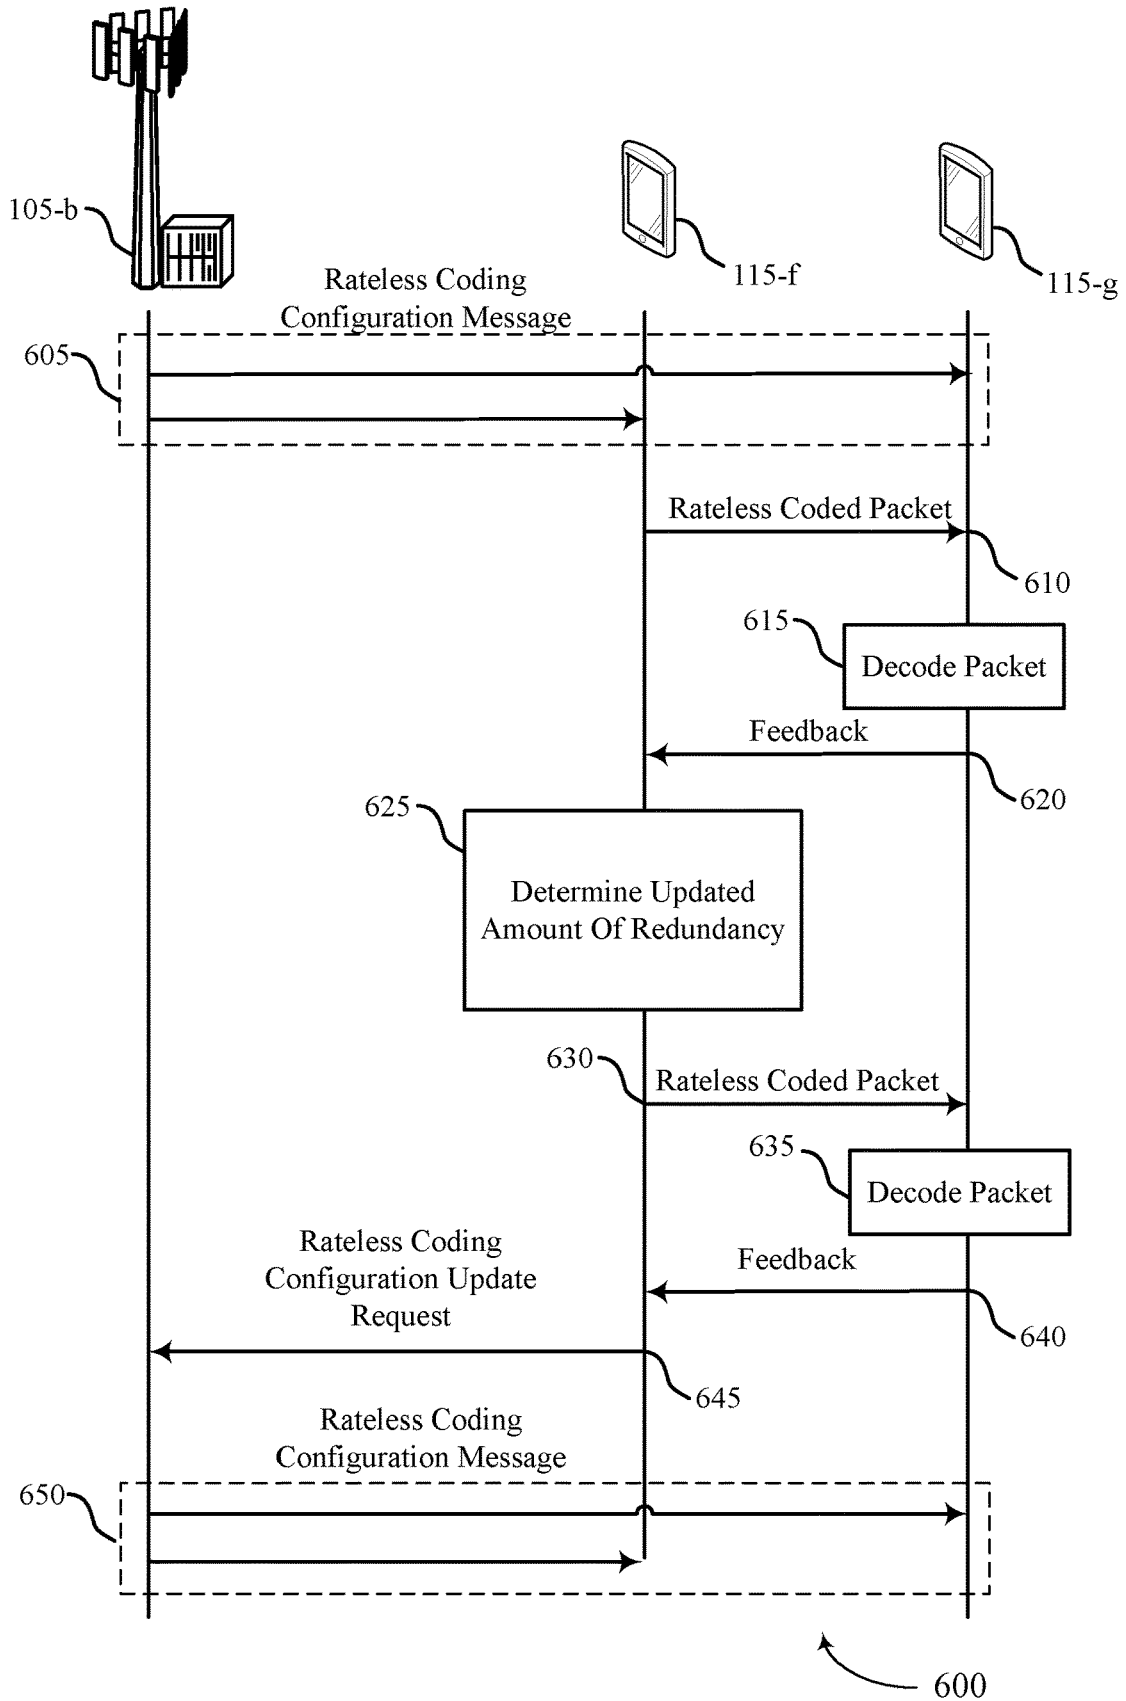 105-b
115-f
115-g
Rateless Coding
Configuration Message
605
Rateless Coded Packet
610
615
Decode Packet
Feedback
620
625
Determine Updated
Amount Of Redundancy
630
Rateless Coded Packet
635
Decode Packet
Rateless Coding
Configuration Update
Request
Feedback
640
645
Rateless Coding
Configuration Message
650
600